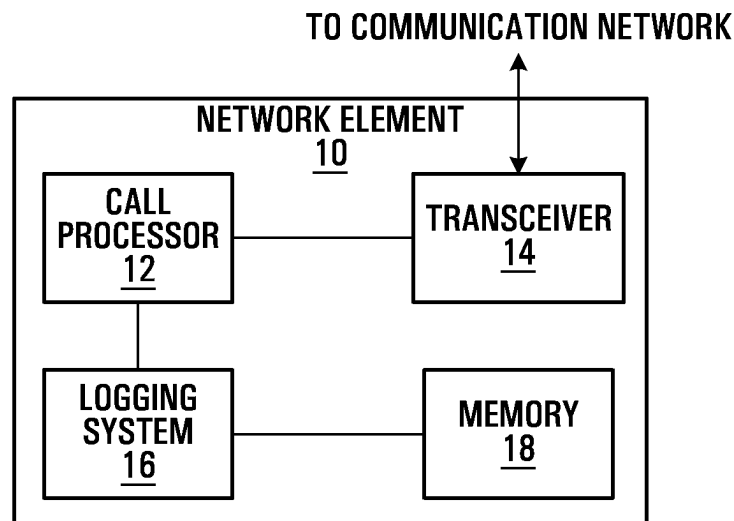 TO COMMUNICATION NETWORK
NETWORK ELEMENT
10
CALL
PROCESSOR
12
TRANSCEIVER
14
LOGGING
SYSTEM
16
MEMORY
18